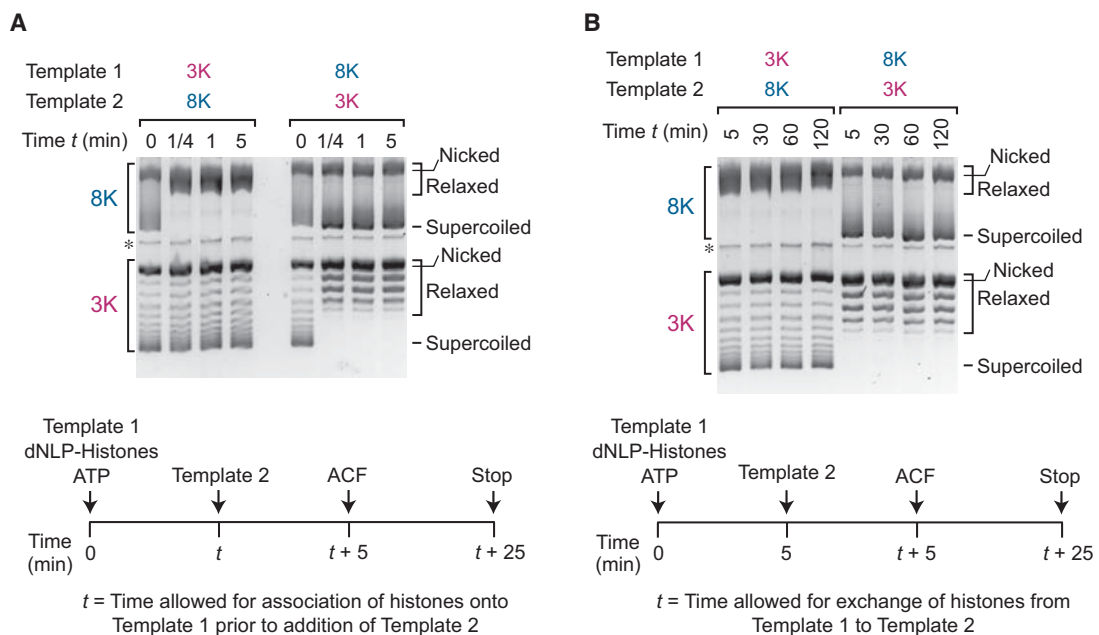 A
Template 1 3K 8K
Template 2 8K 3K
Time t (min) 0 1/4 1 5 0 1/4 1 5
Nicked
Relaxed
8K
Supercoiled
*
Nicked
Relaxed
3K
Supercoiled
Template 1
dNLP-Histones
ATP Template 2 ACF Stop
Time
(min) 0 t t + 5 t + 25
t = Time allowed for association of histones onto
Template 1 prior to addition of Template 2
B
Template 1 3K 8K
Template 2 8K 3K
Time t (min) 5 30 60 120 5 30 60 120
Nicked
Relaxed
8K
Supercoiled
*
Nicked
Relaxed
3K
Supercoiled
Template 1
dNLP-Histones
ATP Template 2 ACF Stop
Time
(min) 0 5 t + 5 t + 25
t = Time allowed for exchange of histones from
Template 1 to Template 2